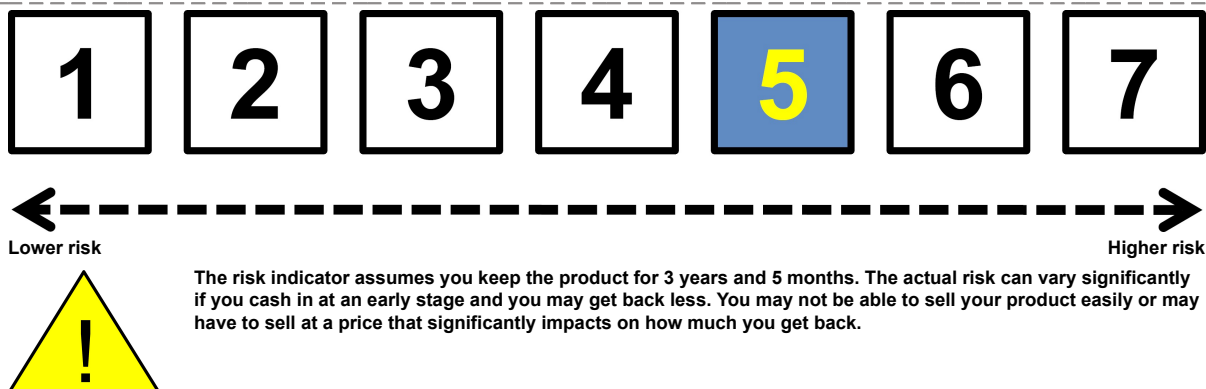 1 2 3 4 5 6 7
Lower risk Higher risk
The risk indicator assumes you keep the product for 3 years and 5 months. The actual risk can vary significantly
if you cash in at an early stage and you may get back less. You may not be able to sell your product easily or may
have to sell at a price that significantly impacts on how much you get back.
!